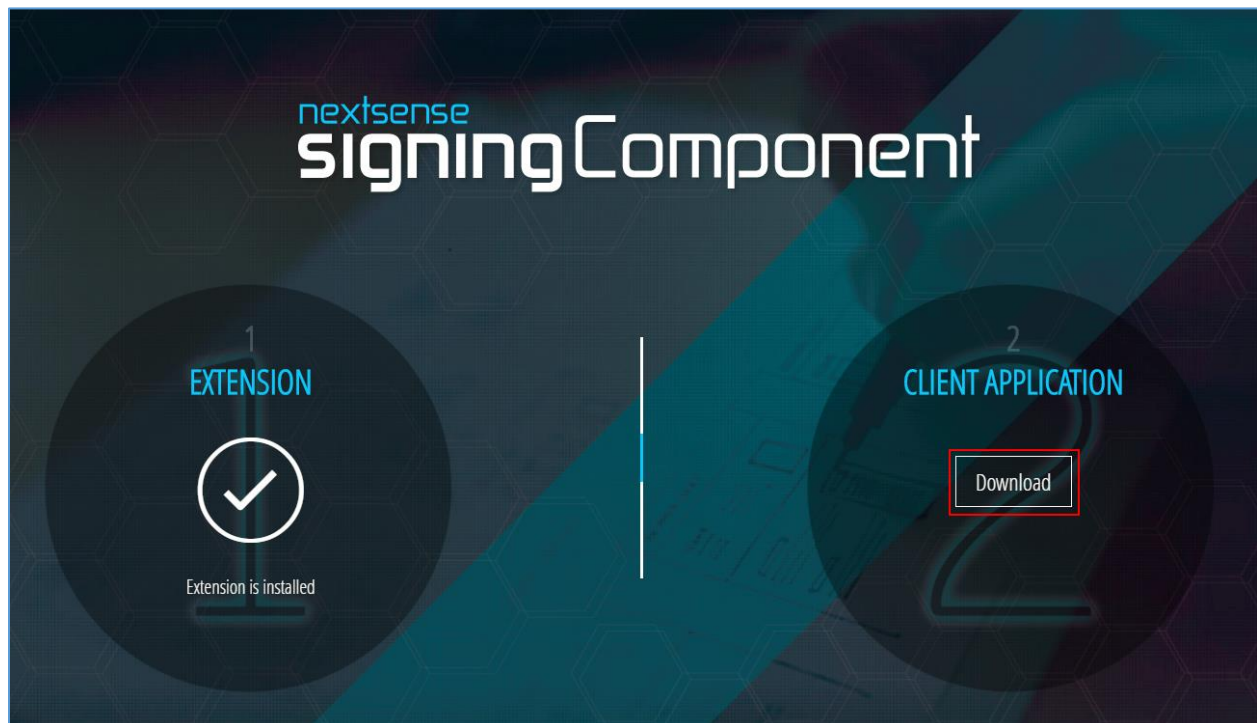 nextsense
signingComponent
1
EXTENSION
Extension is installed
2
CLIENT APPLICATION
Download